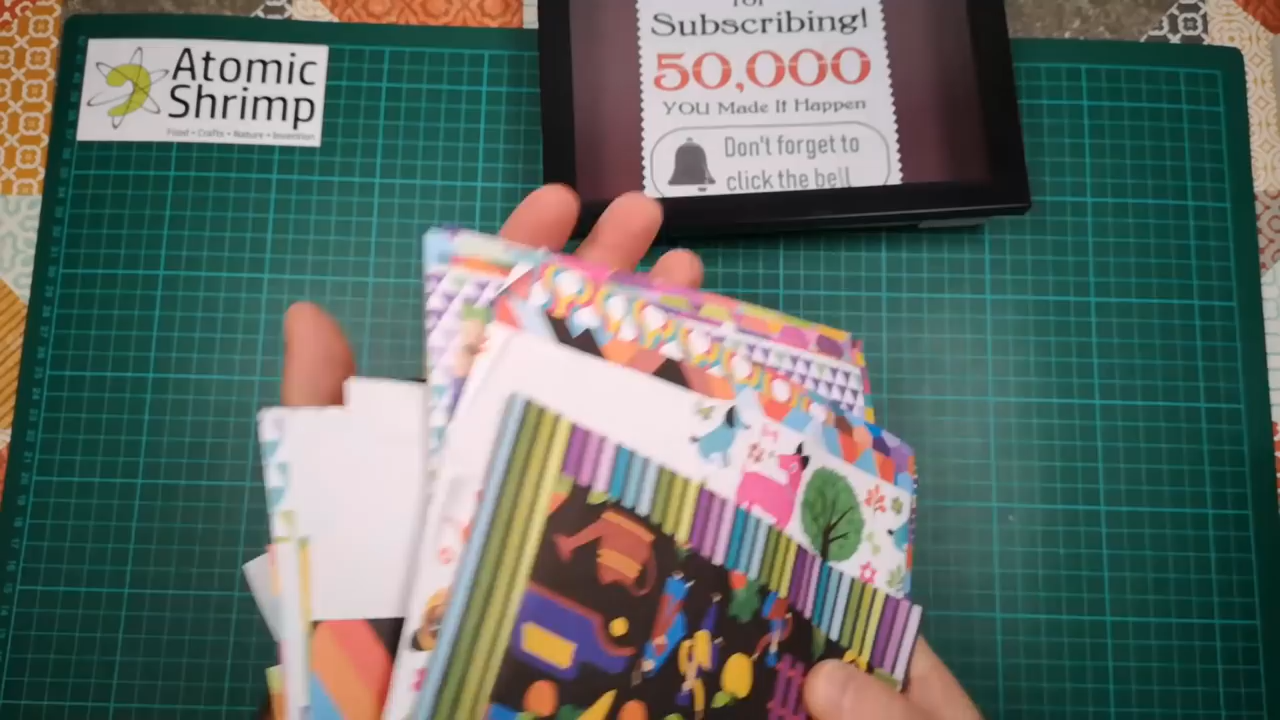 Atomic
Shrimp
Food • Crafts • Nature • Invention
for
Subscribing!
50,000
YOU Made It Happen
Don't forget to
click the bell